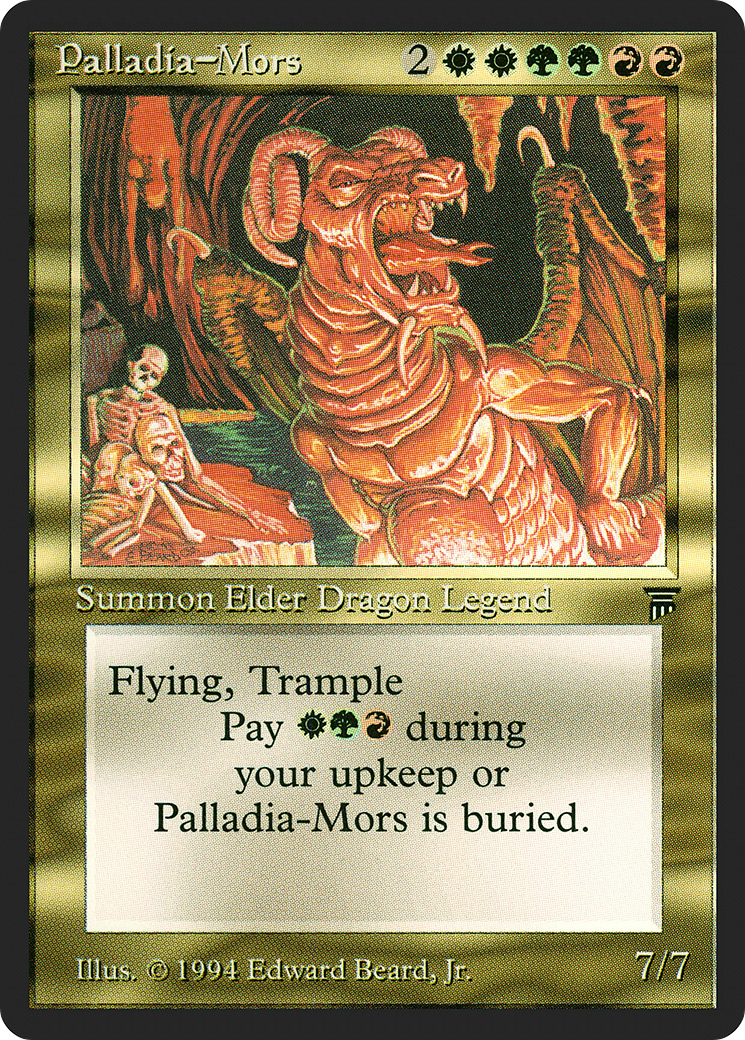 Palladia-Mors 2
Summon Elder Dragon Legend
Flying, Trample
Pay during
your upkeep or
Palladia-Mors is buried.
Illus. © 1994 Edward Beard, Jr.
7/7